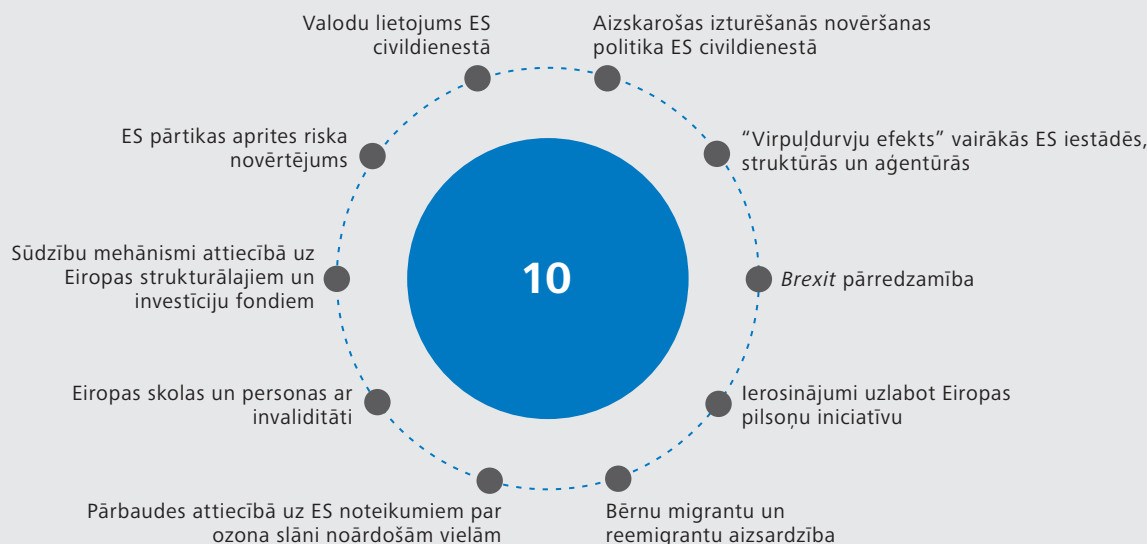 Valodu lietojums ES
civildienestā
Aizskarošas izturēšanās novēršanas
politika ES civildienestā
ES pārtikas aprites riska
novērtējums
“Virpuļdurvju efekts” vairākās ES iestādēs,
struktūrās un aģentūrās
Sūdzību mehānismi attiecībā uz
Eiropas strukturālajiem un
investīciju fondiem
10
Brexit pārredzamība
Eiropas skolas un personas ar
invaliditāti
Ierosinājumi uzlabot Eiropas
pilsoņu iniciatīvu
Pārbaudes attiecībā uz ES noteikumiem par
ozona slāni noārdošām vielām
Bērnu migrantu un
reemigrantu aizsardzība